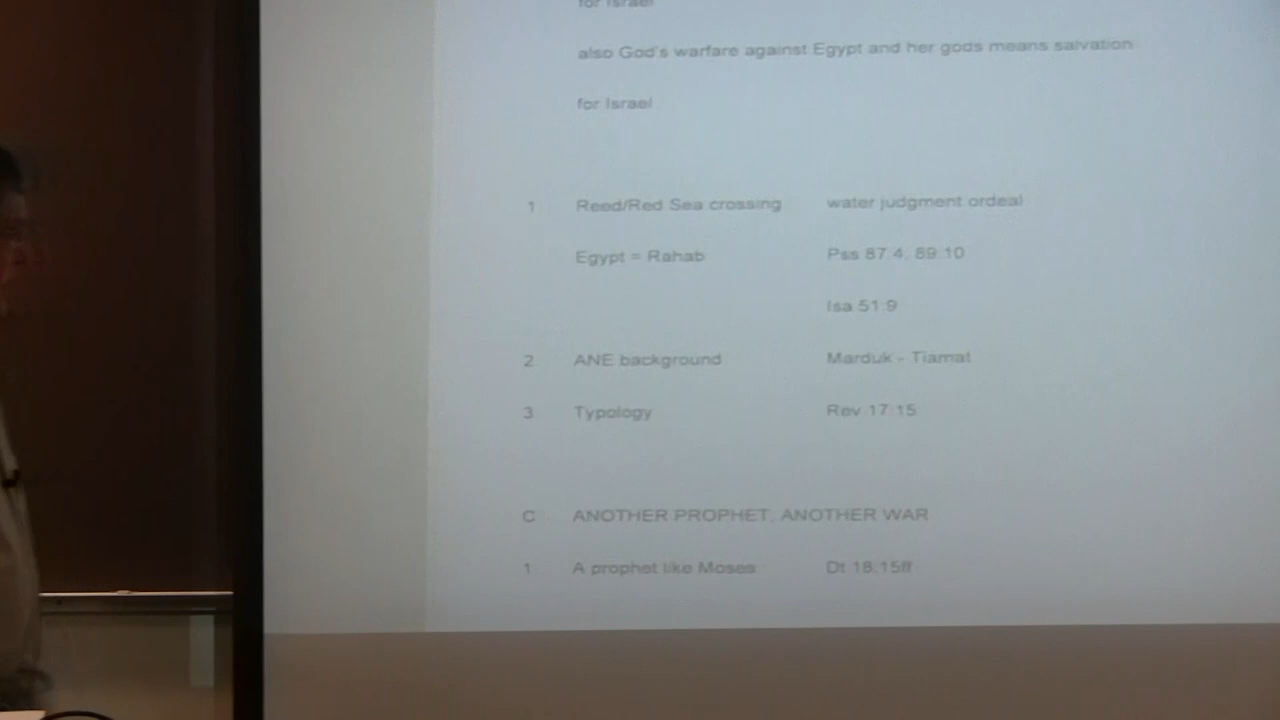 for Israel
also God's warfare against Egypt and her gods means salvation
for Israel
1 Reed/Red Sea crossing water judgment ordeal
Egypt = Rahab Pss 87:4; 89:10
Isa 51:9
2 ANE background Marduk - Tiamat
3 Typology Rev 17:15
C ANOTHER PROPHET, ANOTHER WAR
1 A prophet like Moses Dt 18:15ff